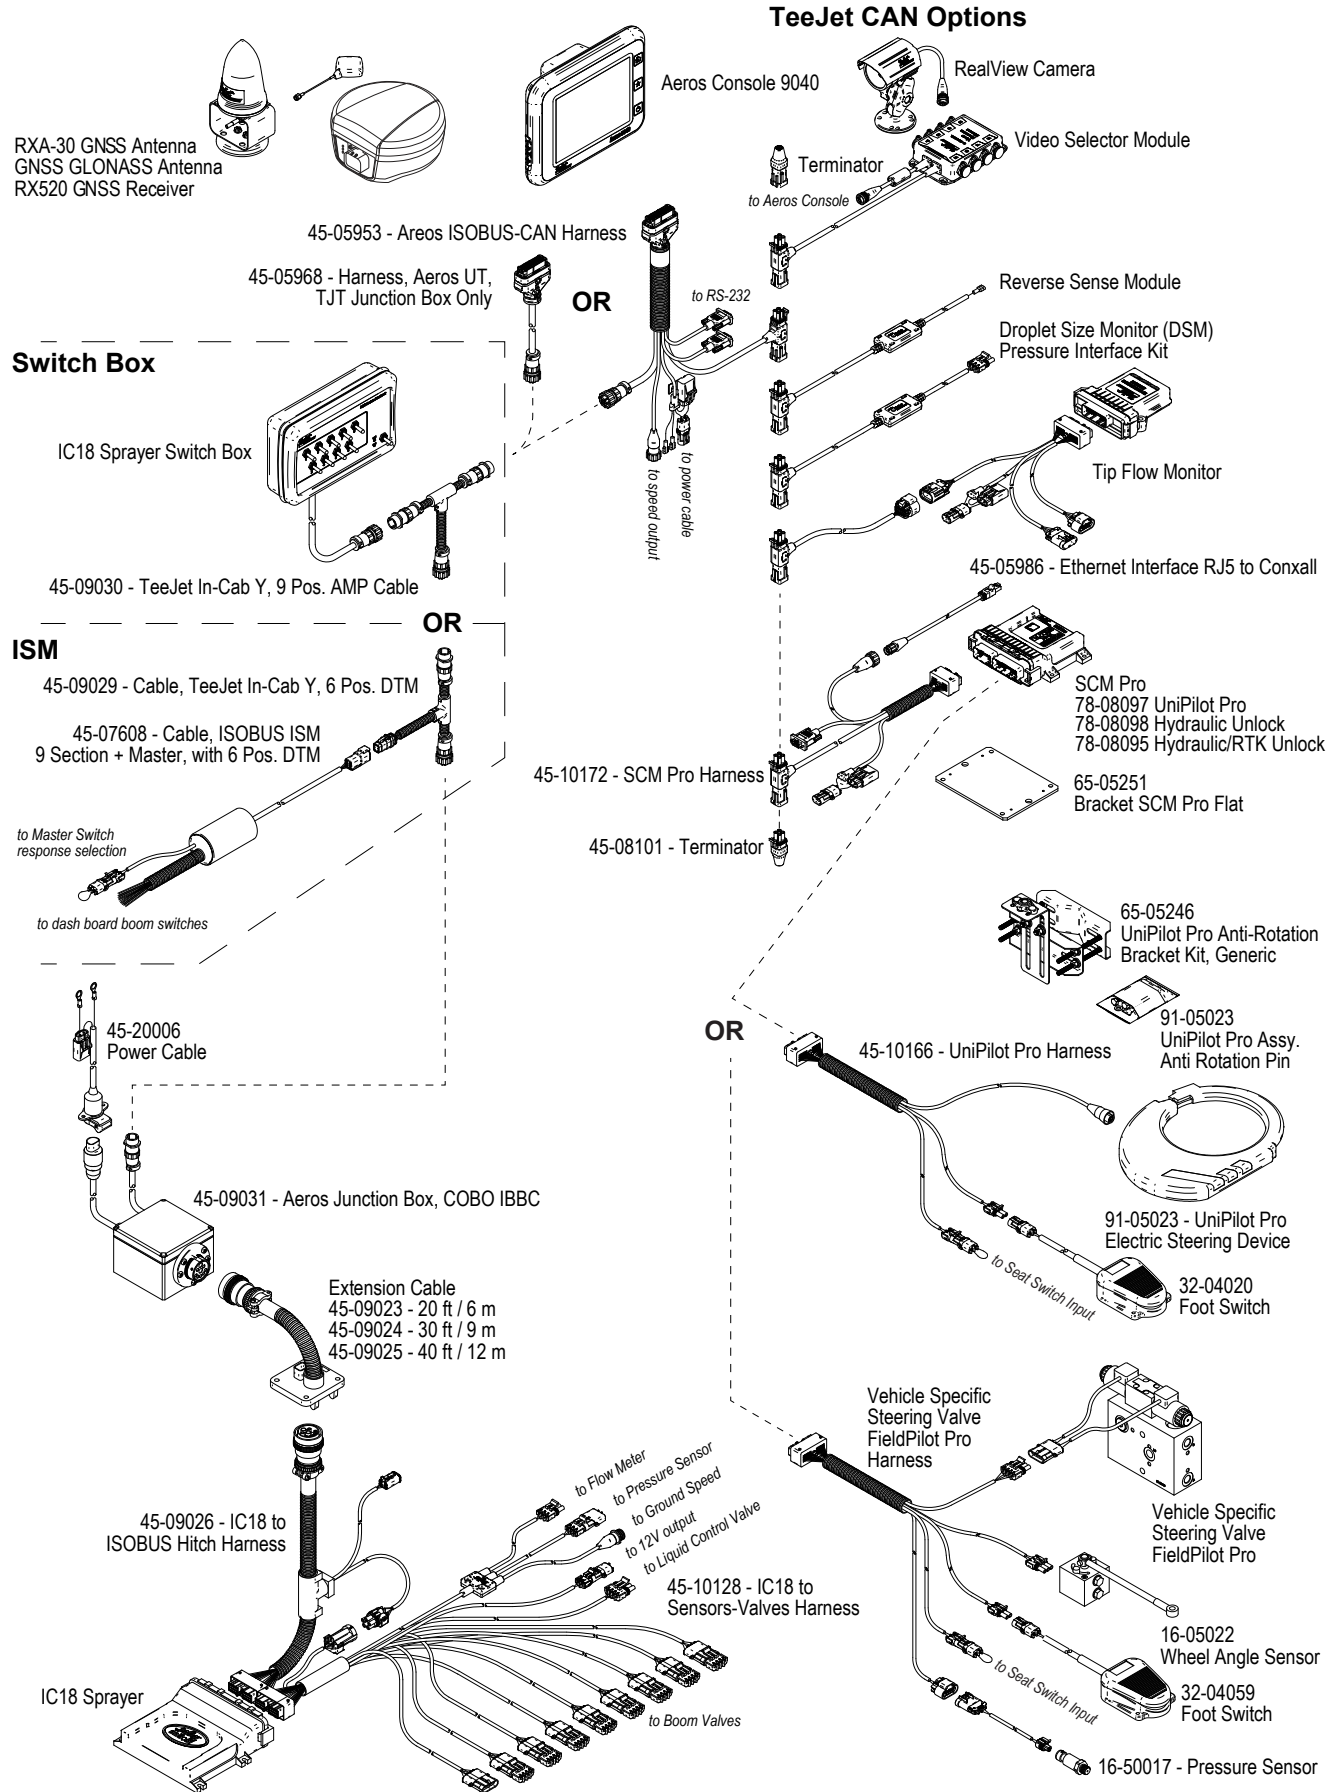 TeeJet CAN Options
RXA-30 GNSS Antenna
GNSS GLONASS Antenna
RX520 GNSS Receiver
Aeros Console 9040
RealView Camera
Video Selector Module
Terminator
to Aeros Console
45-05953 - Areos ISOBUS-CAN Harness
45-05968 - Harness, Aeros UT,
TJT Junction Box Only
OR
to RS-232
to speed output
to power cable
Reverse Sense Module
Droplet Size Monitor (DSM)
Pressure Interface Kit
Tip Flow Monitor
Switch Box
IC18 Sprayer Switch Box
45-09030 - TeeJet In-Cab Y, 9 Pos. AMP Cable
OR
ISM
45-09029 - Cable, TeeJet In-Cab Y, 6 Pos. DTM
45-07608 - Cable, ISOBUS ISM
9 Section + Master, with 6 Pos. DTM
to Master Switch
response selection
to dash board boom switches
45-05986 - Ethernet Interface RJ5 to Conxall
SCM Pro
78-08097 UniPilot Pro
78-08098 Hydraulic Unlock
78-08095 Hydraulic/RTK Unlock
45-10172 - SCM Pro Harness
65-05251
Bracket SCM Pro Flat
45-08101 - Terminator
65-05246
UniPilot Pro Anti-Rotation
Bracket Kit, Generic
91-05023
UniPilot Pro Assy.
Anti Rotation Pin
OR
45-10166 - UniPilot Pro Harness
91-05023 - UniPilot Pro
Electric Steering Device
to Seat Switch Input
32-04020
Foot Switch
45-20006
Power Cable
45-09031 - Aeros Junction Box, COBO IBBC
Extension Cable
45-09023 - 20 ft / 6 m
45-09024 - 30 ft / 9 m
45-09025 - 40 ft / 12 m
45-09026 - IC18 to
ISOBUS Hitch Harness
to Flow Meter
to Pressure Sensor
to Ground Speed
to 12V output
to Liquid Control Valve
45-10128 - IC18 to
Sensors-Valves Harness
IC18 Sprayer
to Boom Valves
Vehicle Specific
Steering Valve
FieldPilot Pro
Harness
Vehicle Specific
Steering Valve
FieldPilot Pro
16-05022
Wheel Angle Sensor
to Seat Switch Input
32-04059
Foot Switch
16-50017 - Pressure Sensor